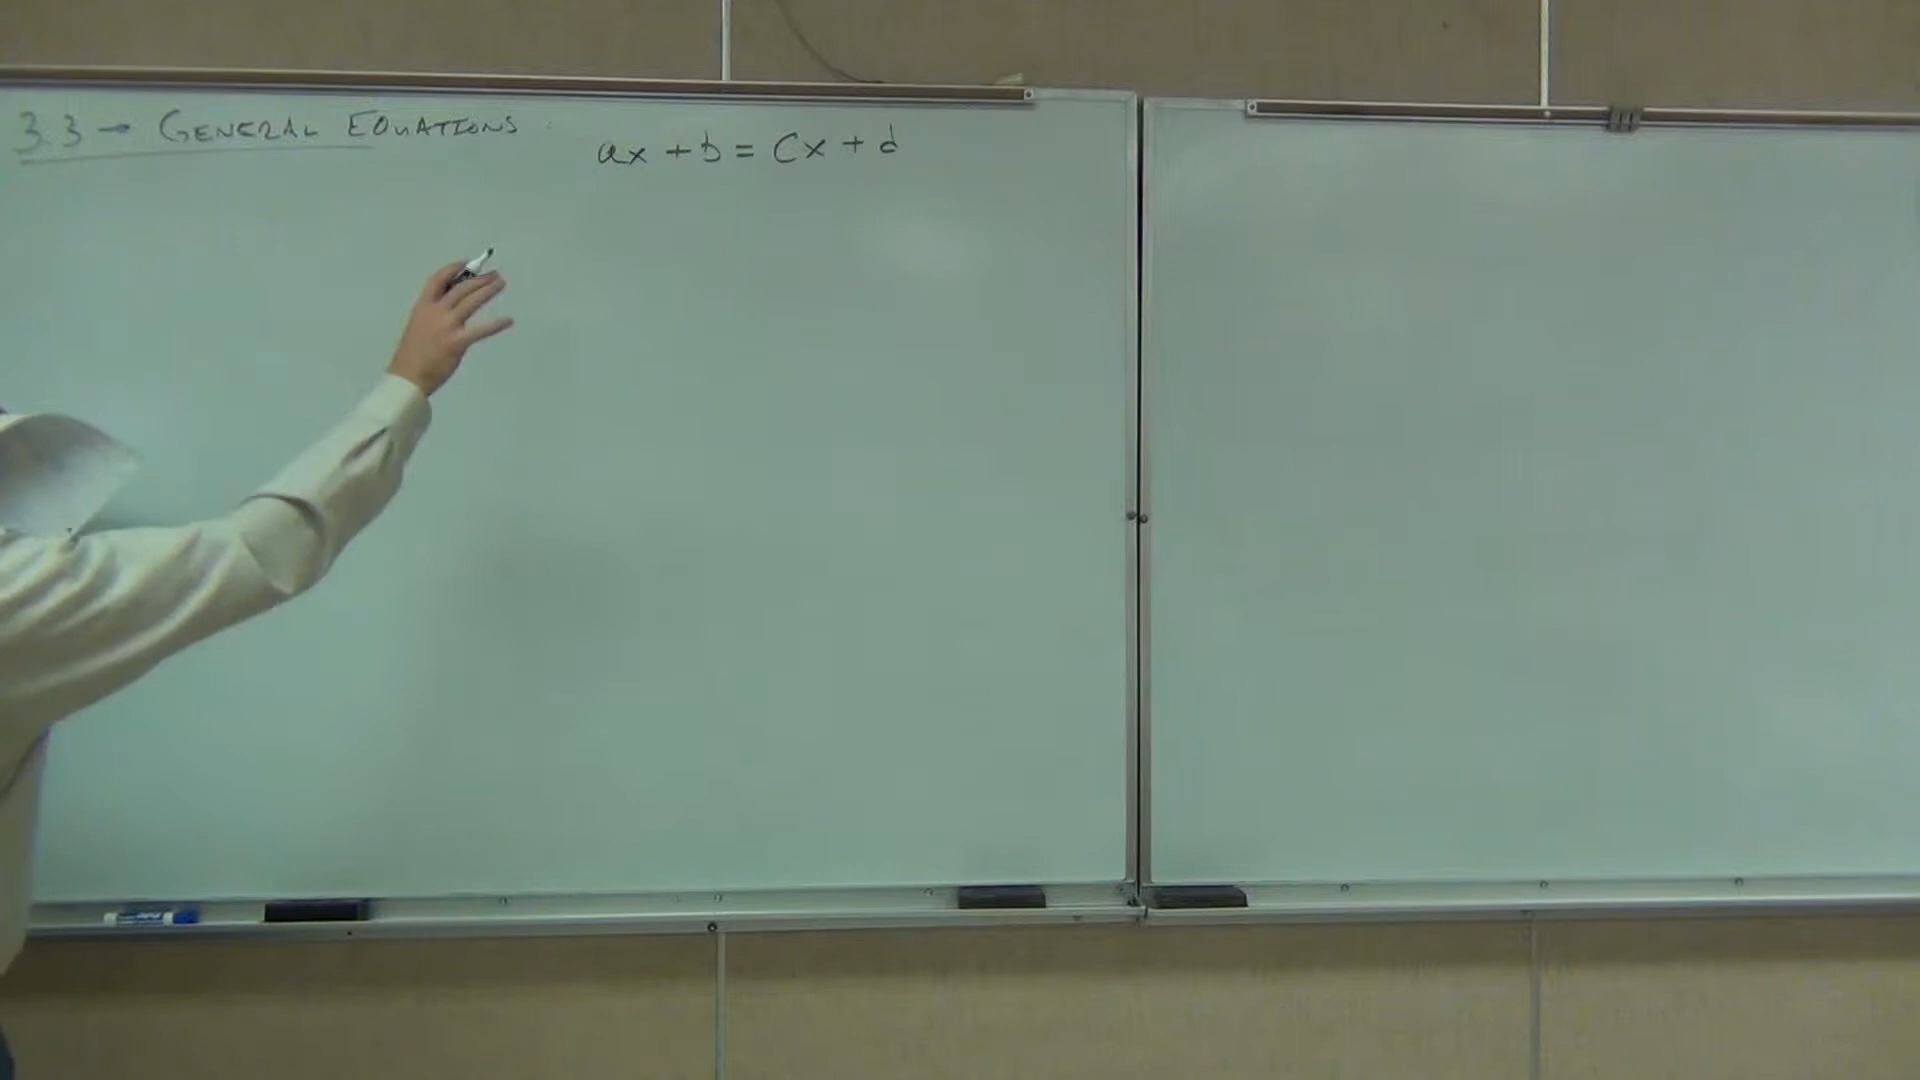 3.3 → GENERAL EQUATIONS
ax + b = Cx + d